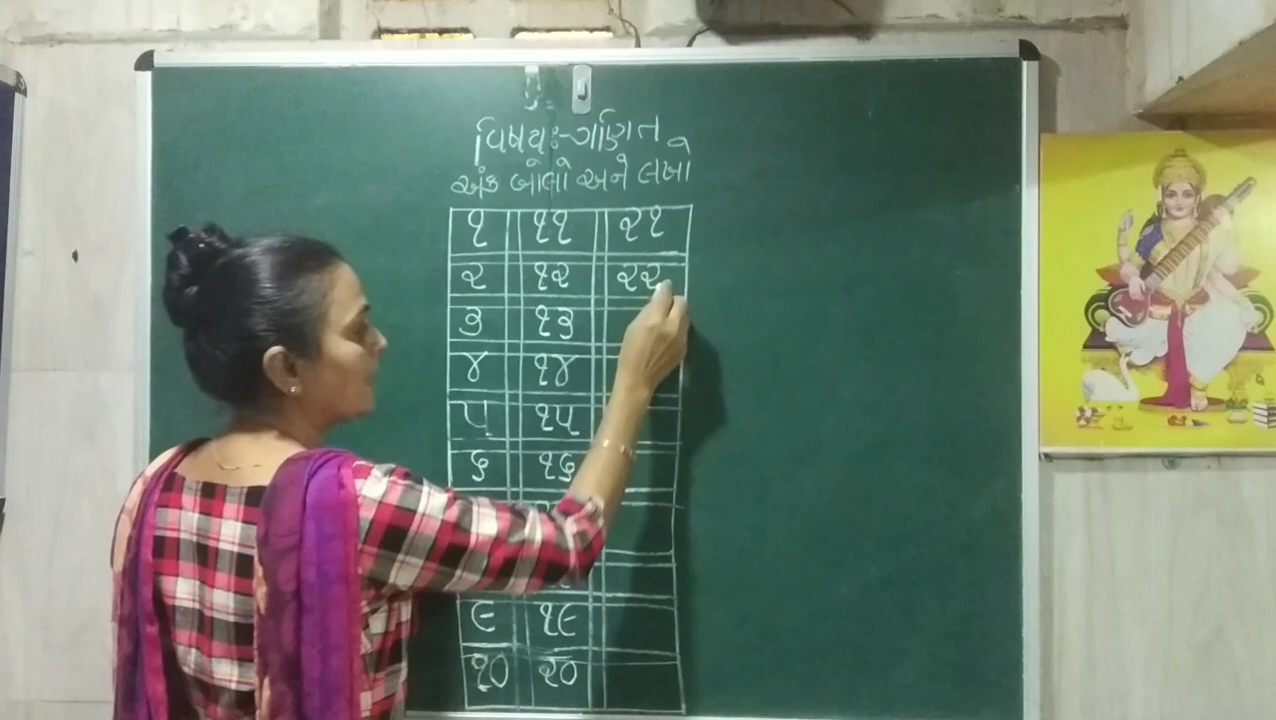 વિષય:-ગણિત
અંક બોલો અને લખો
૧ ૧૧ ૨૧
૨ ૧૨ ૨૨
૩ ૧૩
૪ ૧૪
૫ ૧૫
૬ ૧૬
૯ ૧૯
૧૦ ૨૦